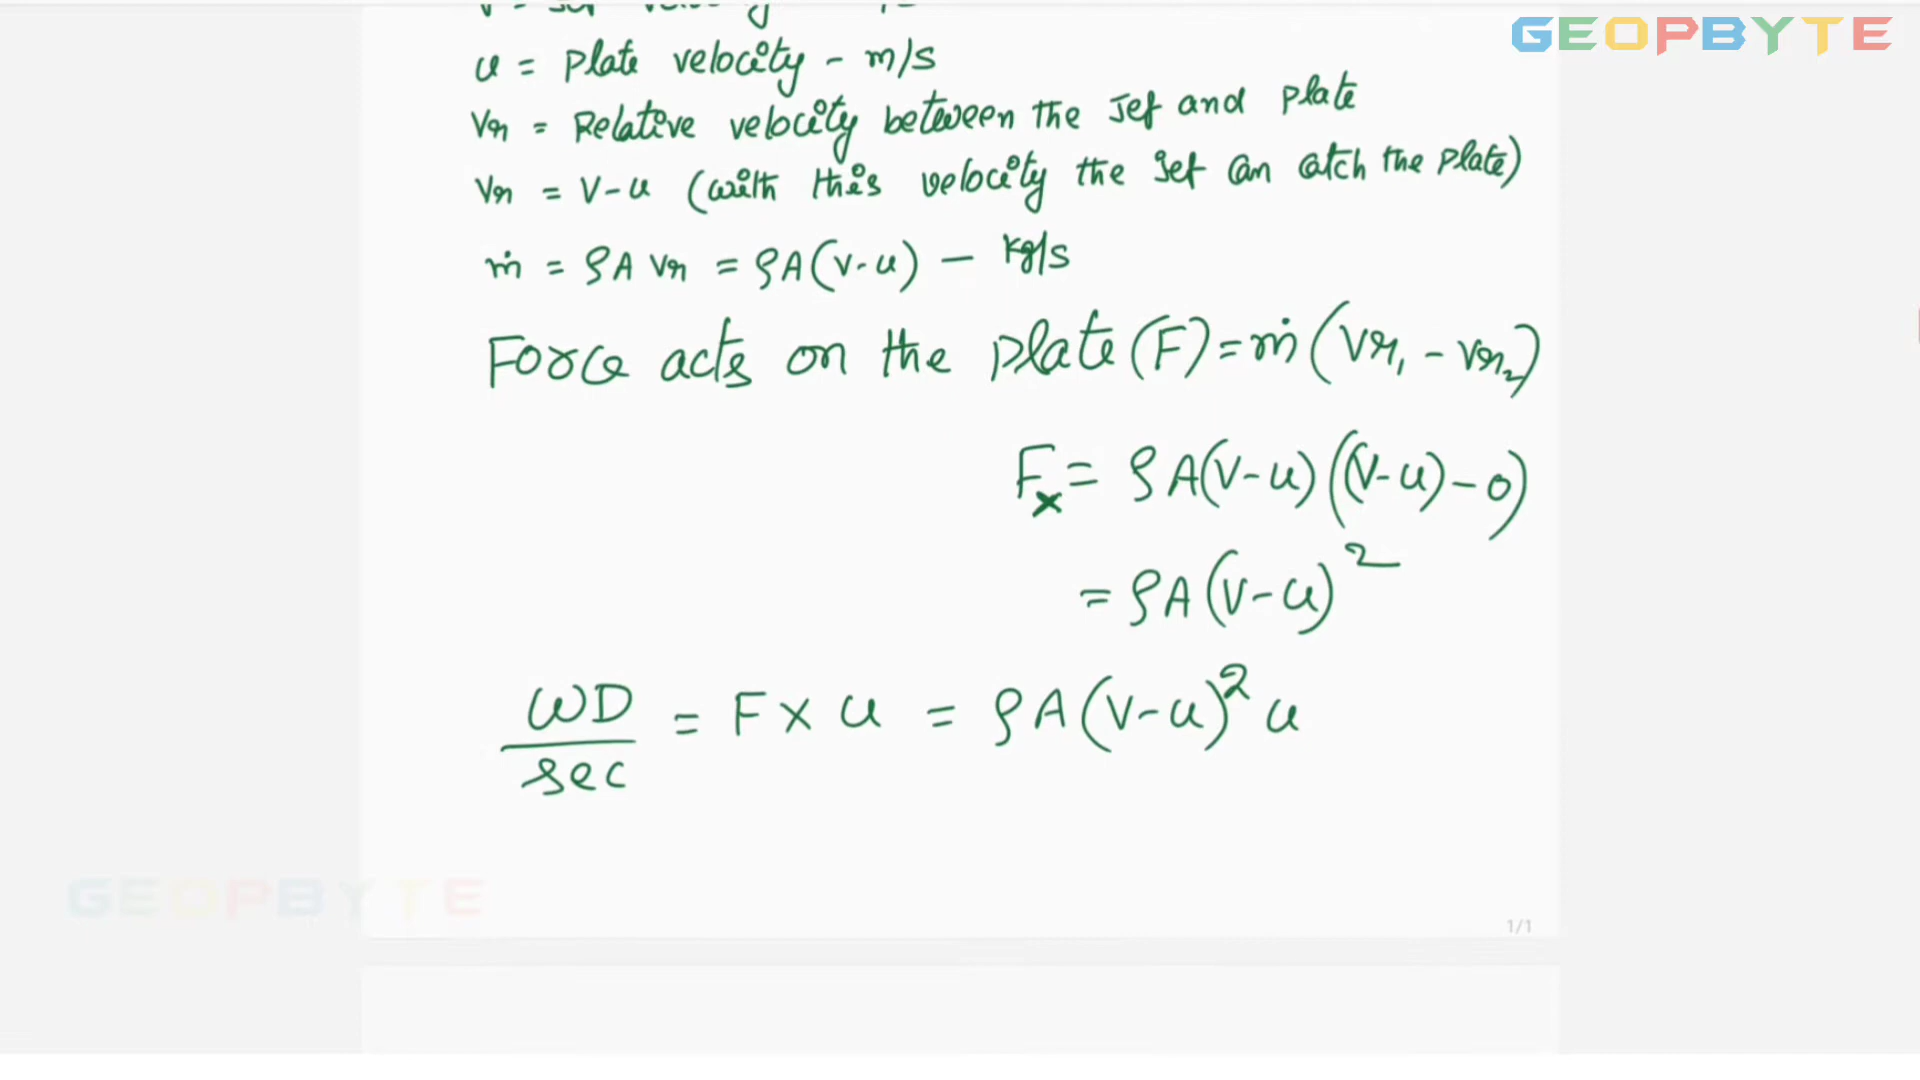 GEOPBYTE
u = Plate velocity - m/s
Vr = Relative velocity between the Jet and Plate
Vr = V-u (with this velocity the Jet can catch the Plate)
ṁ = ρA Vr = ρA(V-u) - kg/s
Force acts on the plate (F) = ṁ (Vr₁ - Vr₂)
Fx = ρA(V-u) ((V-u) - 0)
= ρA(V-u)²
WD/sec = F × u = ρA(V-u)² u
GEOPBYTE
1/1